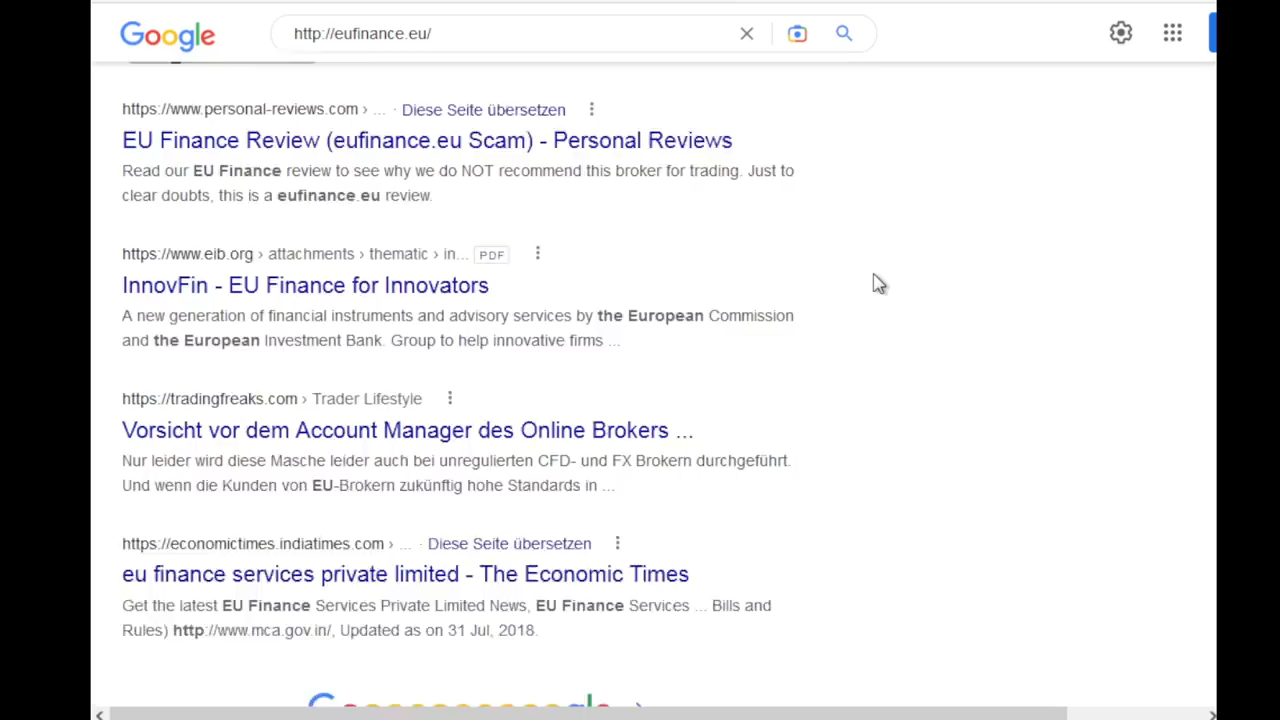 Google
http://eufinance.eu/
https://www.personal-reviews.com › ... · Diese Seite übersetzen
EU Finance Review (eufinance.eu Scam) - Personal Reviews
Read our EU Finance review to see why we do NOT recommend this broker for trading. Just to
clear doubts, this is a eufinance.eu review.
https://www.eib.org › attachments › thematic › in... PDF
InnovFin - EU Finance for Innovators
A new generation of financial instruments and advisory services by the European Commission
and the European Investment Bank. Group to help innovative firms ...
https://tradingfreaks.com › Trader Lifestyle
Vorsicht vor dem Account Manager des Online Brokers ...
Nur leider wird diese Masche leider auch bei unregulierten CFD- und FX Brokern durchgeführt.
Und wenn die Kunden von EU-Brokern zukünftig hohe Standards in ...
https://economictimes.indiatimes.com › ... · Diese Seite übersetzen
eu finance services private limited - The Economic Times
Get the latest EU Finance Services Private Limited News, EU Finance Services ... Bills and
Rules) http://www.mca.gov.in/, Updated as on 31 Jul, 2018.